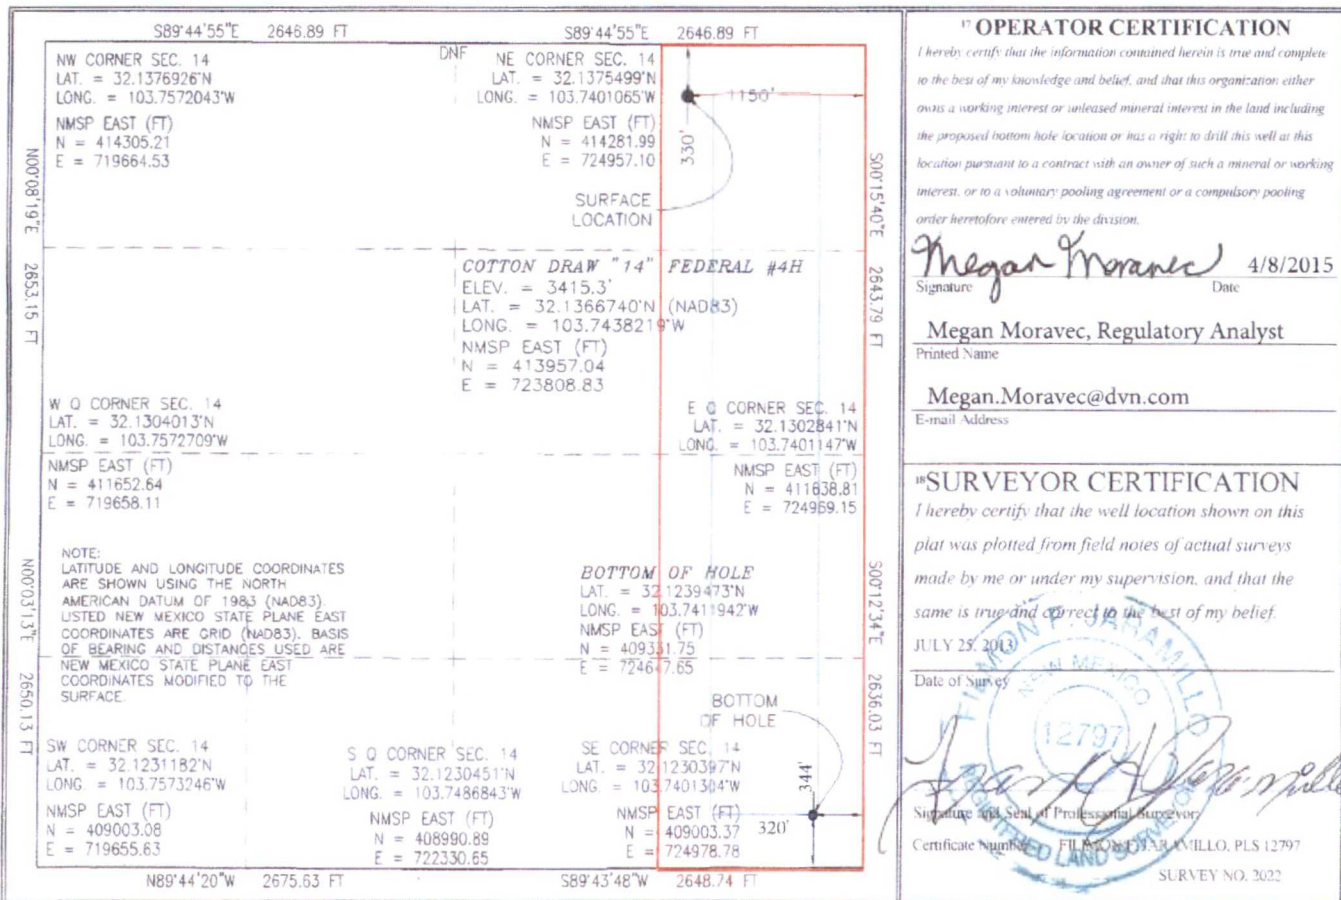 S89°44'55"E 2646.89 FT
S89°44'55"E 2646.89 FT
NW CORNER SEC. 14
LAT. = 32.1376926°N
LONG. = 103.7572043°W
NMSP EAST (FT)
N = 414305.21
E = 719664.53
DNF
NE CORNER SEC. 14
LAT. = 32.1375499°N
LONG. = 103.7401065°W
NMSP EAST (FT)
N = 414281.99
E = 724957.10
1150'
330'
SURFACE
LOCATION
N00°08'19"E 2653.15 FT
S00°15'40"E 2643.79 FT
COTTON DRAW "14" FEDERAL #4H
ELEV. = 3415.3'
LAT. = 32.1366740°N (NAD83)
LONG. = 103.7438219°W
NMSP EAST (FT)
N = 413957.04
E = 723808.83
W Q CORNER SEC. 14
LAT. = 32.1304013°N
LONG. = 103.7572709°W
NMSP EAST (FT)
N = 411652.64
E = 719658.11
E Q CORNER SEC. 14
LAT. = 32.1302841°N
LONG. = 103.7401147°W
NMSP EAST (FT)
N = 411638.81
E = 724969.15
NOTE:
LATITUDE AND LONGITUDE COORDINATES
ARE SHOWN USING THE NORTH
AMERICAN DATUM OF 1983 (NAD83).
LISTED NEW MEXICO STATE PLANE EAST
COORDINATES ARE GRID (NAD83). BASIS
OF BEARING AND DISTANCES USED ARE
NEW MEXICO STATE PLANE EAST
COORDINATES MODIFIED TO THE
SURFACE.
N00°03'13"E 2650.13 FT
S00°12'34"E 2636.03 FT
BOTTOM OF HOLE
LAT. = 32.1239473°N
LONG. = 103.7411942°W
NMSP EAST (FT)
N = 409331.75
E = 724647.65
BOTTOM
OF HOLE
344'
320'
SW CORNER SEC. 14
LAT. = 32.1231182°N
LONG. = 103.7573246°W
NMSP EAST (FT)
N = 409003.08
E = 719655.63
S Q CORNER SEC. 14
LAT. = 32.1230451°N
LONG. = 103.7486843°W
NMSP EAST (FT)
N = 408990.89
E = 722330.65
SE CORNER SEC. 14
LAT. = 32.1230397°N
LONG. = 103.7401304°W
NMSP EAST (FT)
N = 409003.37
E = 724978.78
N89°44'20"W 2675.63 FT
S89°43'48"W 2648.74 FT
17 OPERATOR CERTIFICATION
I hereby certify that the information contained herein is true and complete
to the best of my knowledge and belief, and that this organization either
owns a working interest or unleased mineral interest in the land including
the proposed bottom hole location or has a right to drill this well at this
location pursuant to a contract with an owner of such a mineral or working
interest, or to a voluntary pooling agreement or a compulsory pooling
order heretofore entered by the division.
Megan Moravec 4/8/2015
Signature Date
Megan Moravec, Regulatory Analyst
Printed Name
Megan.Moravec@dvn.com
E-mail Address
18 SURVEYOR CERTIFICATION
I hereby certify that the well location shown on this
plat was plotted from field notes of actual surveys
made by me or under my supervision, and that the
same is true and correct to the best of my belief.
JULY 25, 2013
Date of Survey
FILIMON F. JARAMILLO
NEW MEXICO
12797
REGISTERED LAND SURVEYOR
Signature and Seal of Professional Surveyor:
Certificate Number FILIMON F. JARAMILLO, PLS 12797
SURVEY NO. 2022